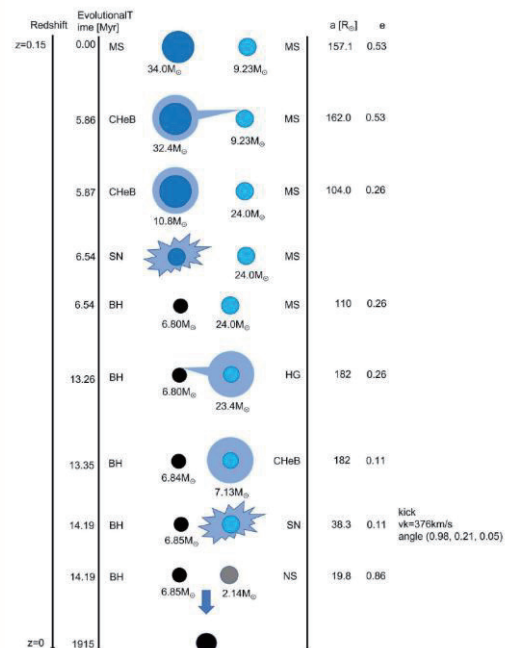 Redshift EvolutionalT
ime [Myr] a [R☉] e
z=0.15 0.00 MS MS 157.1 0.53
34.0M☉ 9.23M☉
5.86 CHeB MS 162.0 0.53
32.4M☉ 9.23M☉
5.87 CHeB MS 104.0 0.26
10.8M☉ 24.0M☉
6.54 SN MS
24.0M☉
6.54 BH MS 110 0.26
6.80M☉ 24.0M☉
13.26 BH HG 182 0.26
6.80M☉ 23.4M☉
13.35 BH CHeB 182 0.11
6.84M☉ 7.13M☉
14.19 BH SN 38.3 0.11 kick
vk=376km/s
angle (0.98, 0.21, 0.05)
6.85M☉
14.19 BH NS 19.8 0.86
6.85M☉ 2.14M☉
z=0 1915